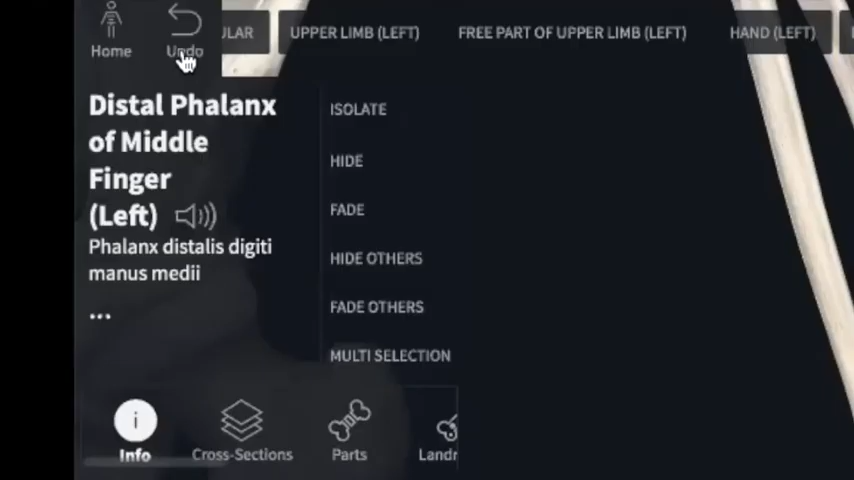 ULAR UPPER LIMB (LEFT) FREE PART OF UPPER LIMB (LEFT) HAND (LEFT)
Home Undo
Distal Phalanx
of Middle
Finger
(Left)
Phalanx distalis digiti
manus medii
...
ISOLATE
HIDE
FADE
HIDE OTHERS
FADE OTHERS
MULTI SELECTION
Info Cross-Sections Parts Landr